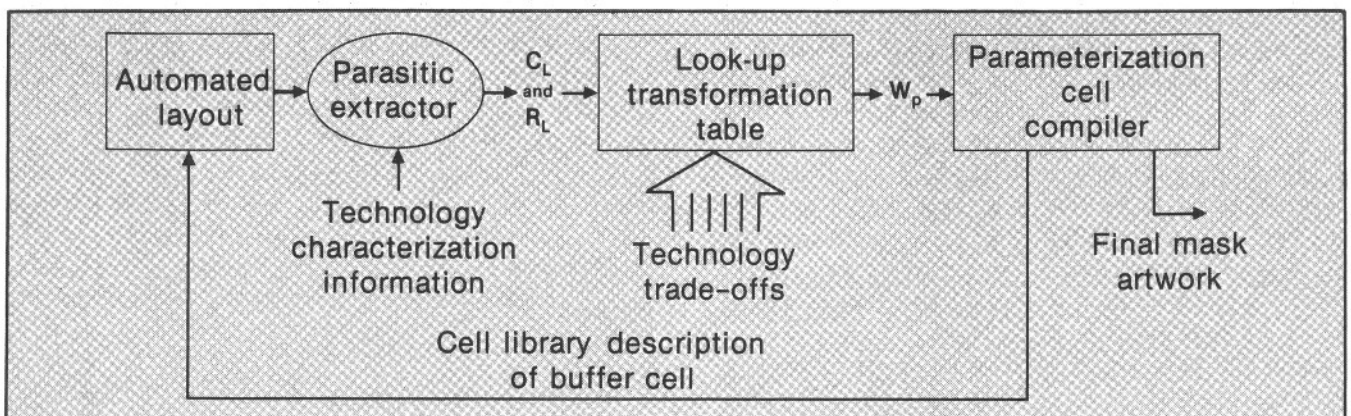 Automated
layout
Parasitic
extractor
C_L
and
R_L
Look-up
transformation
table
W_p
Parameterization
cell
compiler
Technology
characterization
information
Technology
trade-offs
Final mask
artwork
Cell library description
of buffer cell